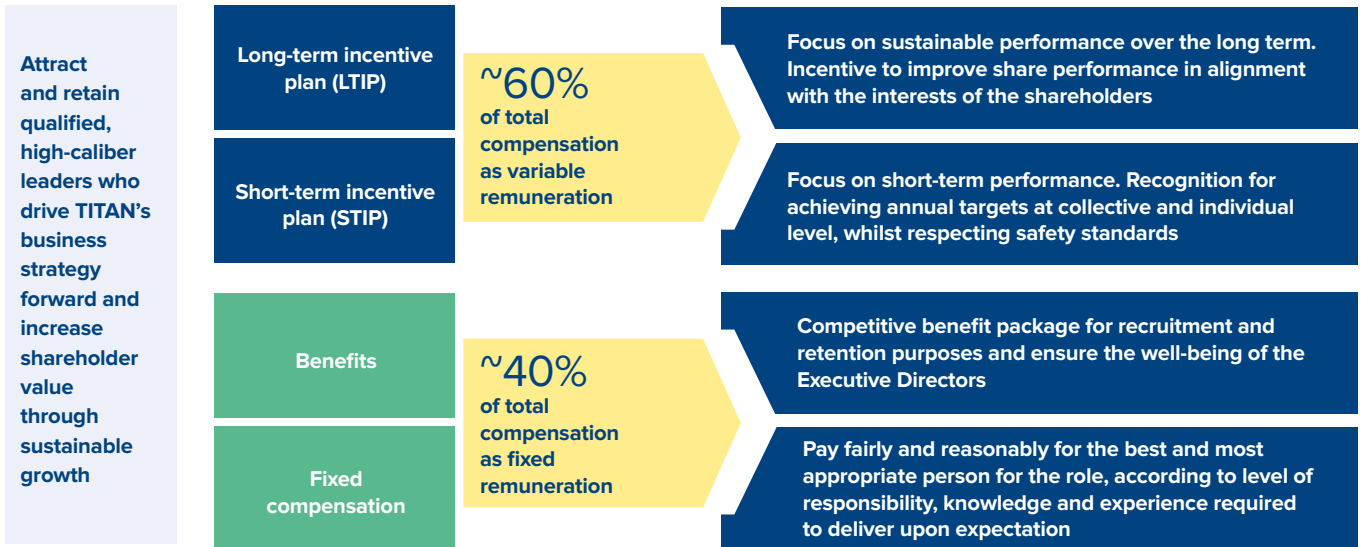 Attract
and retain
qualified,
high-caliber
leaders who
drive TITAN’s
business
strategy
forward and
increase
shareholder
value
through
sustainable
growth
Long-term incentive
plan (LTIP)
Short-term incentive
plan (STIP)
~60%
of total
compensation
as variable
remuneration
Focus on sustainable performance over the long term.
Incentive to improve share performance in alignment
with the interests of the shareholders
Focus on short-term performance. Recognition for
achieving annual targets at collective and individual
level, whilst respecting safety standards
Benefits
Fixed
compensation
~40%
of total
compensation
as fixed
remuneration
Competitive benefit package for recruitment and
retention purposes and ensure the well-being of the
Executive Directors
Pay fairly and reasonably for the best and most
appropriate person for the role, according to level of
responsibility, knowledge and experience required
to deliver upon expectation